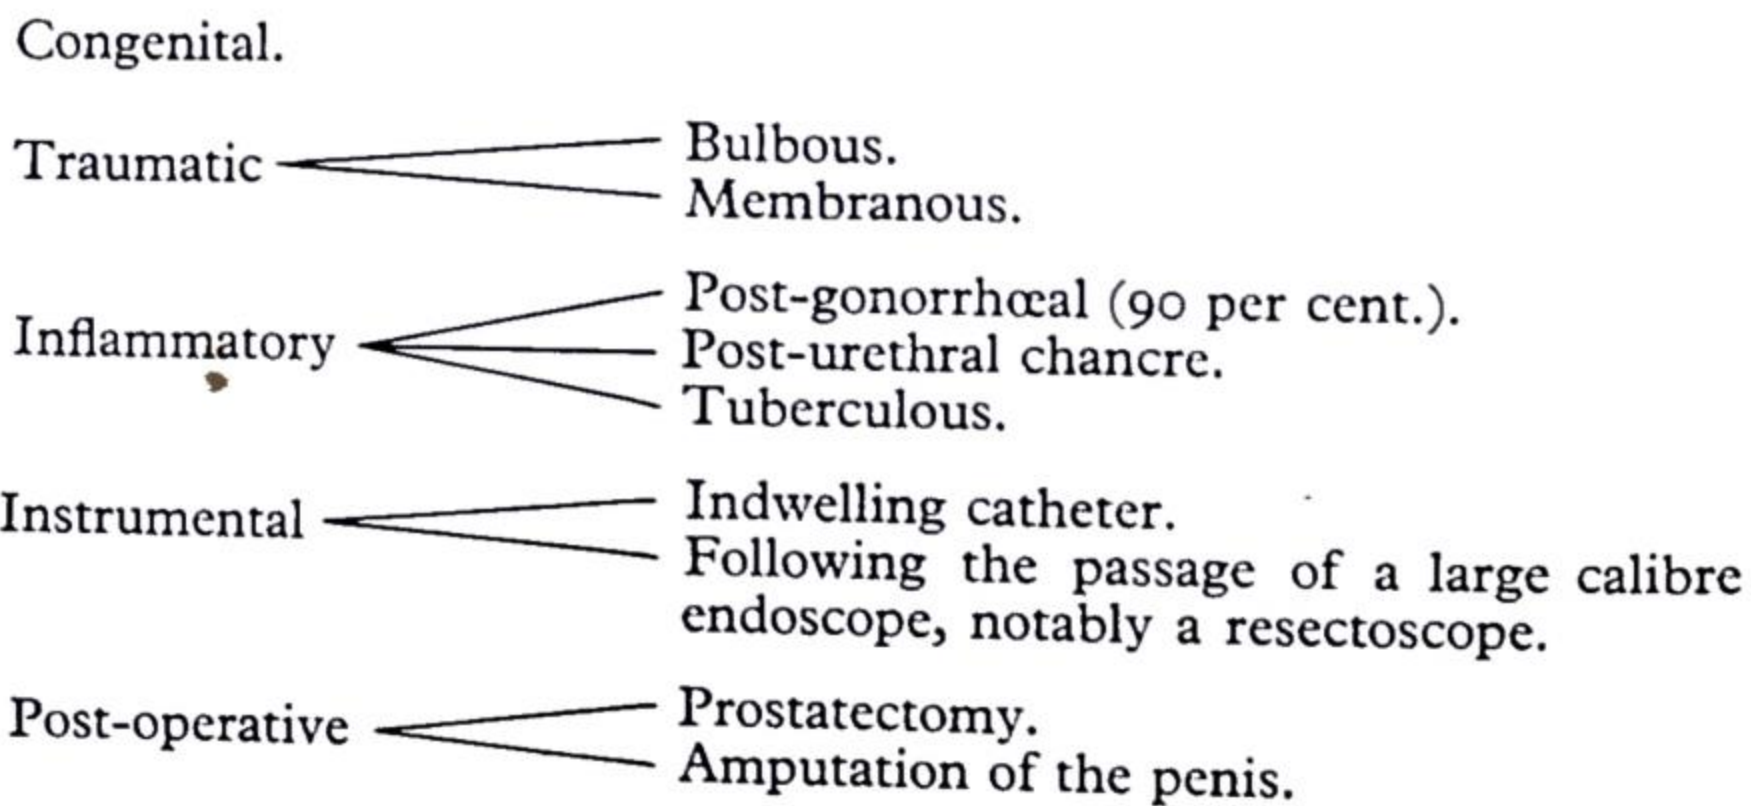 Congenital.
Traumatic
Bulbous.
Membranous.
Inflammatory
Post-gonorrhœal (90 per cent.).
Post-urethral chancre.
Tuberculous.
Instrumental
Indwelling catheter.
Following the passage of a large calibre
endoscope, notably a resectoscope.
Post-operative
Prostatectomy.
Amputation of the penis.